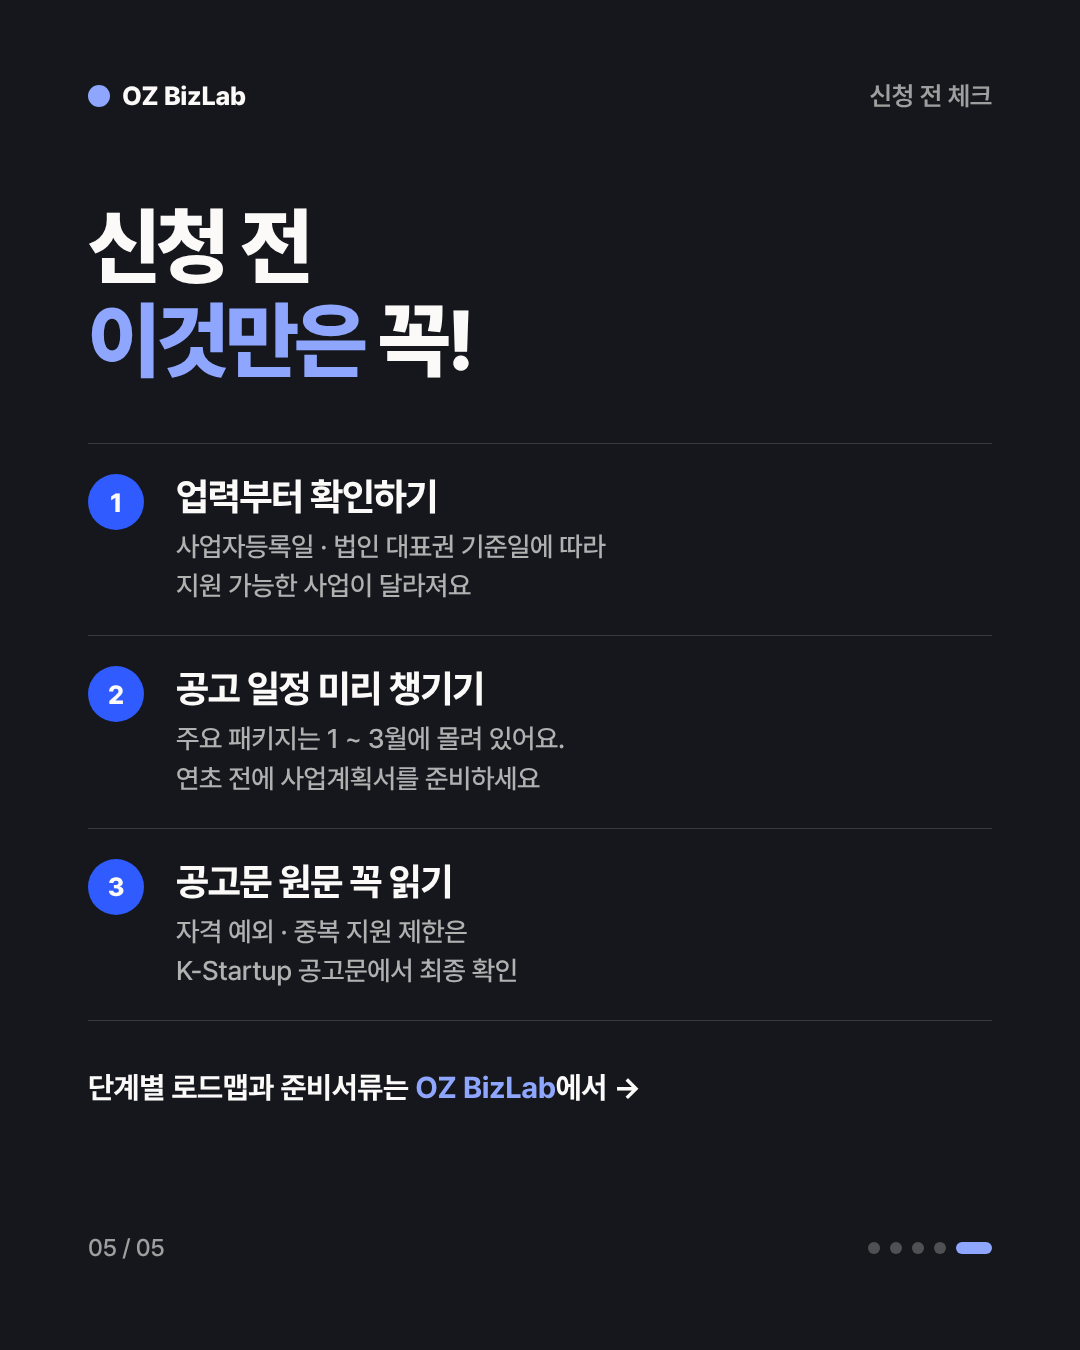 OZ BizLab
신청 전 체크
신청 전
이것만은 꼭!
1
업력부터 확인하기
사업자등록일 · 법인 대표권 기준일에 따라
지원 가능한 사업이 달라져요
2
공고 일정 미리 챙기기
주요 패키지는 1 ~ 3월에 몰려 있어요.
연초 전에 사업계획서를 준비하세요
3
공고문 원문 꼭 읽기
자격 예외 · 중복 지원 제한은
K-Startup 공고문에서 최종 확인
단계별 로드맵과 준비서류는 OZ BizLab에서 →
05 / 05